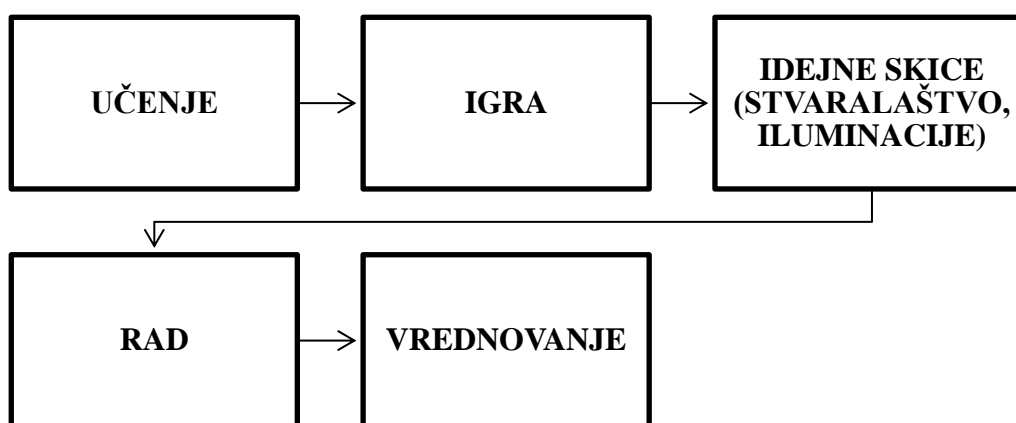 UČENJE
IGRA
IDEJNE SKICE
(STVARALAŠTVO,
ILUMINACIJE)
RAD
VREDNOVANJE